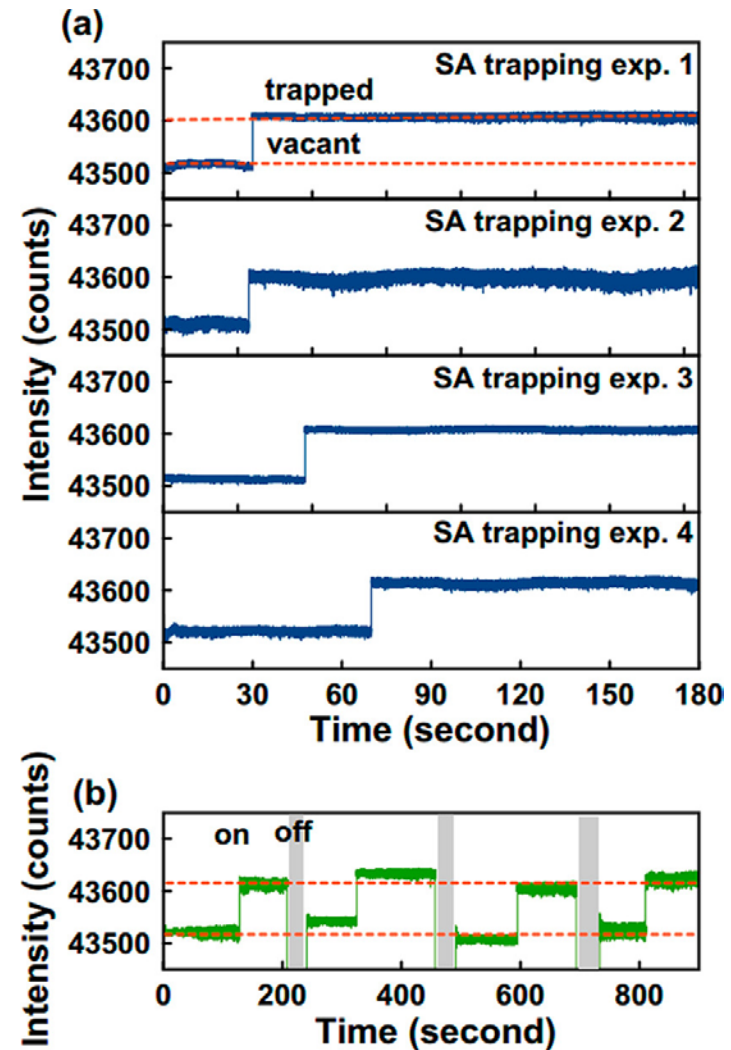 (a)
SA trapping exp. 1
trapped
vacant
43700
43600
43500
SA trapping exp. 2
43700
43600
43500
SA trapping exp. 3
43700
43600
43500
SA trapping exp. 4
43700
43600
43500
Intensity (counts)
0 30 60 90 120 150 180
Time (second)
(b)
on off
43700
43600
43500
Intensity (counts)
0 200 400 600 800
Time (second)